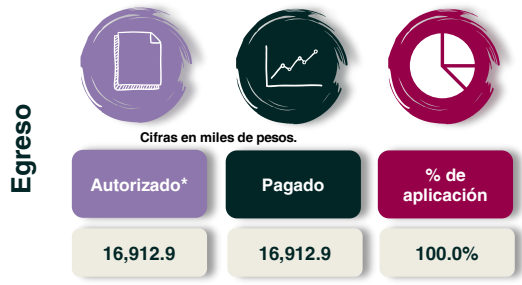 Egreso
Cifras en miles de pesos.
Autorizado*
Pagado
% de
aplicación
16,912.9
16,912.9
100.0%